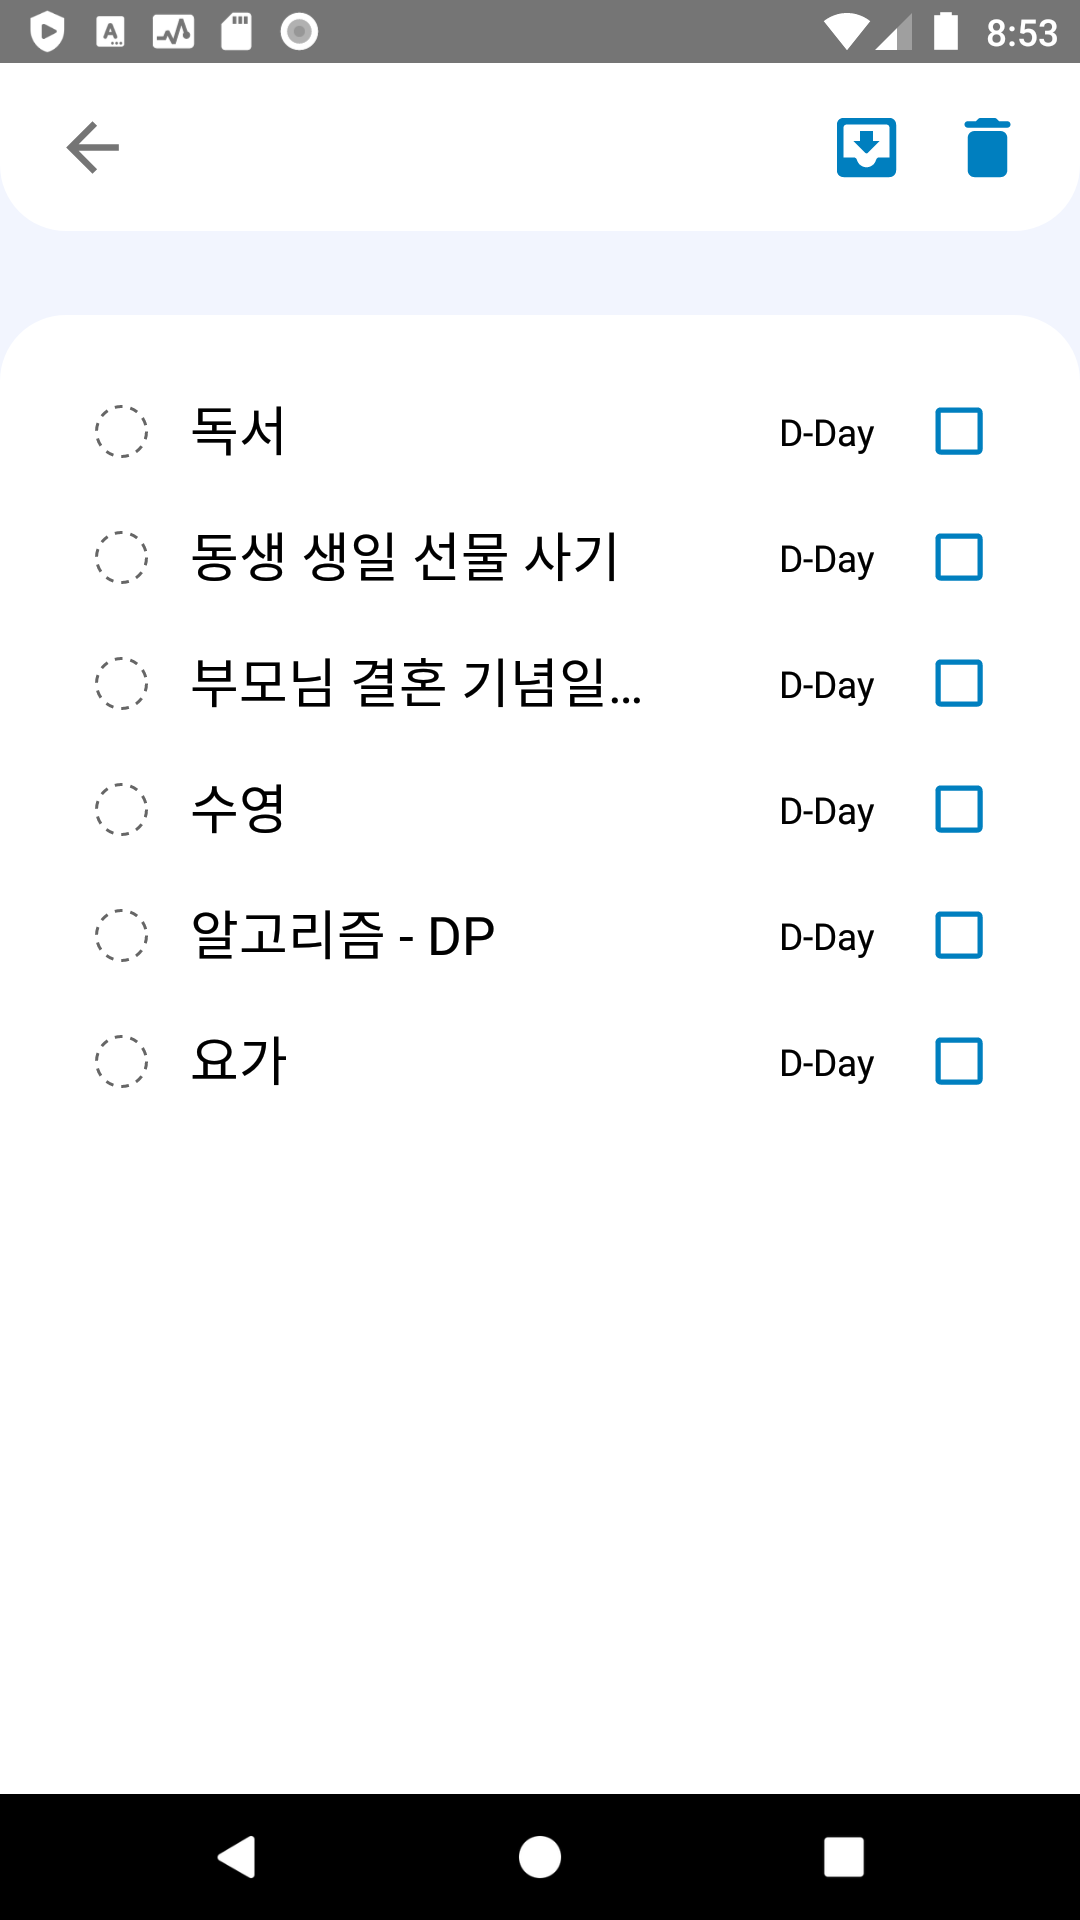 8:53
독서 D-Day
동생 생일 선물 사기 D-Day
부모님 결혼 기념일... D-Day
수영 D-Day
알고리즘 - DP D-Day
요가 D-Day